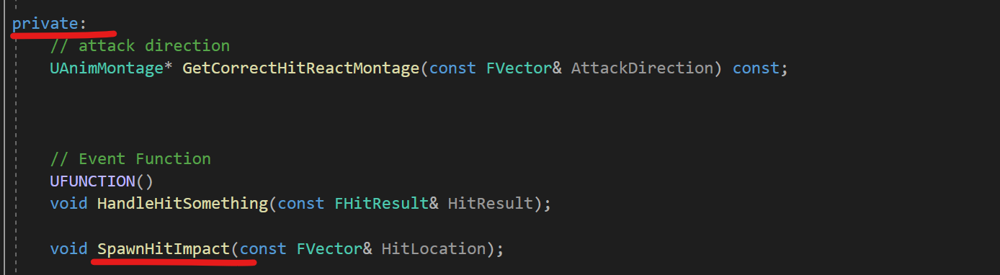 private:
// attack direction
UAnimMontage* GetCorrectHitReactMontage(const FVector& AttackDirection) const;
// Event Function
UFUNCTION()
void HandleHitSomething(const FHitResult& HitResult);
void SpawnHitImpact(const FVector& HitLocation);